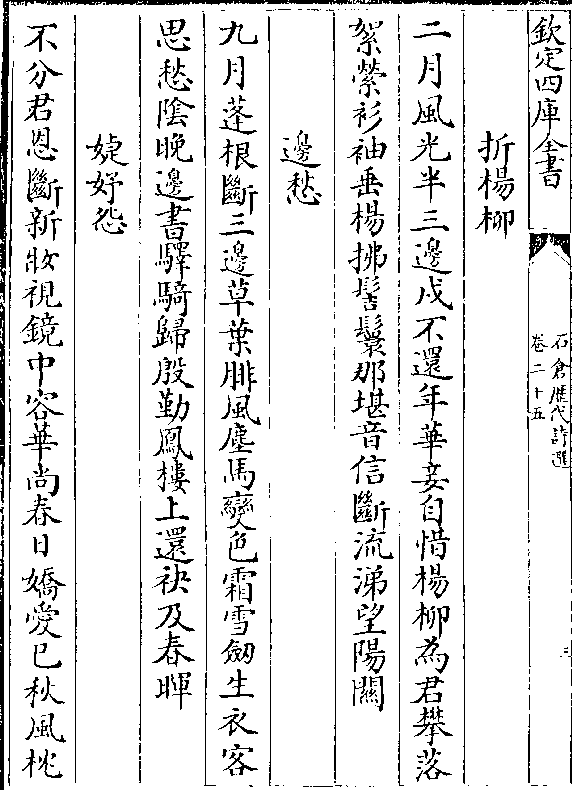 欽定四庫全書
石倉歴代詩選
卷二十五
三
折楊柳
二月風光半三邊戍不還年華妾自惜楊柳為君攀落
絮縈衫袖垂楊拂髻鬟那堪音信斷流涕望陽關
邊愁
九月蓬根斷三邊草葉腓風塵馬變色霜雪劔生衣客
思愁陰晩邊書驛騎歸殷勤鳳樓上還袂及春暉
婕妤怨
不分君恩斷新妝視鏡中容華尚春日嬌愛已秋風枕